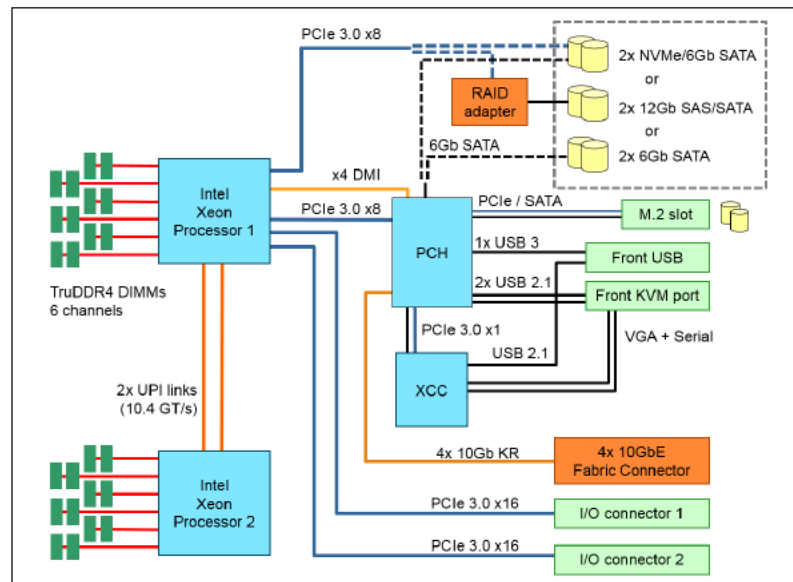 PCIe 3.0 x8
2x NVMe/6Gb SATA
or
RAID
adapter
2x 12Gb SAS/SATA
or
6Gb SATA
2x 6Gb SATA
Intel
Xeon
Processor 1
x4 DMI
PCIe 3.0 x8
PCH
PCIe / SATA
M.2 slot
1x USB 3
Front USB
2x USB 2.1
Front KVM port
TruDDR4 DIMMs
6 channels
PCIe 3.0 x1
VGA + Serial
USB 2.1
XCC
2x UPI links
(10.4 GT/s)
4x 10Gb KR
4x 10GbE
Fabric Connector
Intel
Xeon
Processor 2
PCIe 3.0 x16
I/O connector 1
PCIe 3.0 x16
I/O connector 2